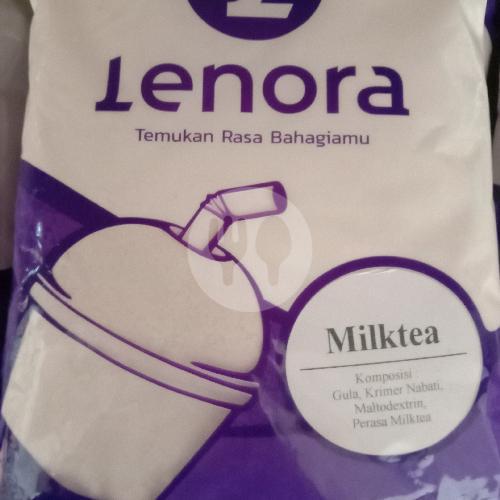 Lenora
Temukan Rasa Bahagiamu
Milktea
Komposisi
Gula, Krimer Nabati,
Maltodextrin,
Perasa Milktea